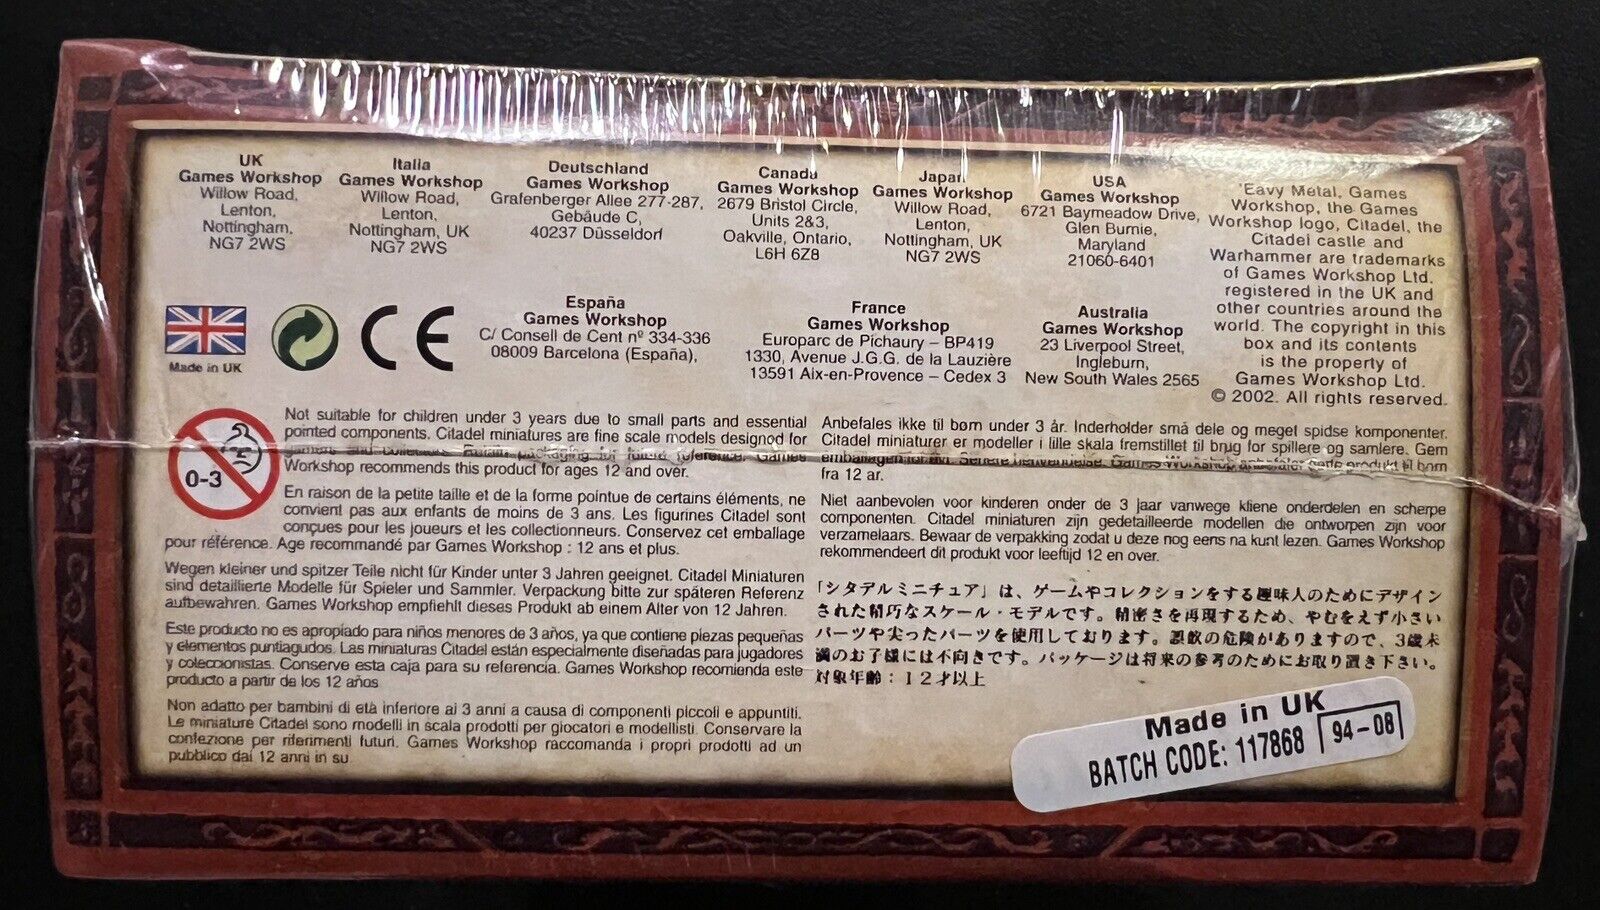 UK
Games Workshop
Willow Road,
Lenton,
Nottingham,
NG7 2WS
Italia
Games Workshop
Willow Road,
Lenton,
Nottingham, UK
NG7 2WS
Deutschland
Games Workshop
Grafenberger Allee 277-287,
Gebäude C,
40237 Düsseldorf
Canada
Games Workshop
2679 Bristol Circle,
Units 2&3,
Oakville, Ontario,
L6H 6Z8
Japan
Games Workshop
Willow Road,
Lenton,
Nottingham, UK
NG7 2WS
USA
Games Workshop
6721 Baymeadow Drive,
Glen Burnie,
Maryland
21060-6401
'Eavy Metal, Games
Workshop, the Games
Workshop logo, Citadel, the
Citadel castle and
Warhammer are trademarks
of Games Workshop Ltd.
registered in the UK and
other countries around the
world. The copyright in this
box and its contents
is the property of
Games Workshop Ltd.
© 2002. All rights reserved.
Made in UK
CE
España
Games Workshop
C/ Consell de Cent nº 334-336
08009 Barcelona (España),
France
Games Workshop
Europarc de Pichaury – BP419
1330, Avenue J.G.G. de la Lauzière
13591 Aix-en-Provence – Cedex 3
Australia
Games Workshop
23 Liverpool Street,
Ingleburn,
New South Wales 2565
0-3
Not suitable for children under 3 years due to small parts and essential
pointed components. Citadel miniatures are fine scale models designed for
gamers and collectors. Retain packaging for future reference. Games
Workshop recommends this product for ages 12 and over.
En raison de la petite taille et de la forme pointue de certains éléments, ne
convient pas aux enfants de moins de 3 ans. Les figurines Citadel sont
conçues pour les joueurs et les collectionneurs. Conservez cet emballage
pour référence. Age recommandé par Games Workshop : 12 ans et plus.
Wegen kleiner und spitzer Teile nicht für Kinder unter 3 Jahren geeignet. Citadel Miniaturen
sind detaillierte Modelle für Spieler und Sammler. Verpackung bitte zur späteren Referenz
aufbewahren. Games Workshop empfiehlt dieses Produkt ab einem Alter von 12 Jahren.
Este producto no es apropiado para niños menores de 3 años, ya que contiene piezas pequeñas
y elementos puntiagudos. Las miniaturas Citadel están especialmente diseñadas para jugadores
y coleccionistas. Conserve esta caja para su referencia. Games Workshop recomienda este
producto a partir de los 12 años
Non adatto per bambini di età inferiore ai 3 anni a causa di componenti piccoli e appuntiti.
Le miniature Citadel sono modelli in scala prodotti per giocatori e modellisti. Conservare la
confezione per riferimenti futuri. Games Workshop raccomanda i propri prodotti ad un
pubblico dai 12 anni in su
Anbefales ikke til børn under 3 år. Inderholder små dele og meget spidse komponenter.
Citadel miniaturer er modeller i lille skala fremstillet til brug for spillere og samlere. Gem
emballagen for evt. Senere henvendelse. Games Workshop anbefaler dette produkt til børn
fra 12 år.
Niet aanbevolen voor kinderen onder de 3 jaar vanwege kliene onderdelen en scherpe
componenten. Citadel miniaturen zijn gedetailleerde modellen die ontworpen zijn voor
verzamelaars. Bewaar de verpakking zodat u deze nog eens na kunt lezen. Games Workshop
rekommendeert dit produkt voor leeftijd 12 en over.
「シタデルミニチュア」は、ゲームやコレクションをする趣味人のためにデザイン
された精巧なスケール・モデルです。精密さを再現するため、やむをえず小さい
パーツや尖ったパーツを使用しております。誤飲の危険がありますので、3歳未
満のお子様には不向きです。パッケージは将来の参考のためにお取り置き下さい。
対象年齢：１２才以上
Made in UK
BATCH CODE: 117868 94-08